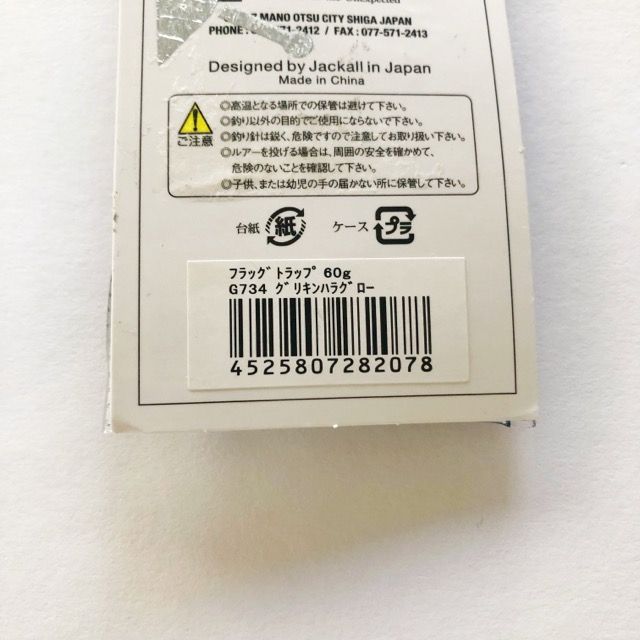 MANO OTSU CITY SHIGA JAPAN
PHONE : 571-2412 / FAX : 077-571-2413
Designed by Jackall in Japan
Made in China
ご注意
◎高温となる場所での保管は避けて下さい。
◎釣り以外の目的でご使用にならないで下さい。
◎釣り針は鋭く、危険ですので注意してお取り扱い下さい。
◎ルアーを投げる場合は、周囲の安全を確かめて、
危険のないことを確認して下さい。
◎子供、または幼児の手の届かない所に保管して下さい。
台紙 紙 ケース プラ
フラッグトラップ 60g
G734 グリキンハラグロー
4525807282078